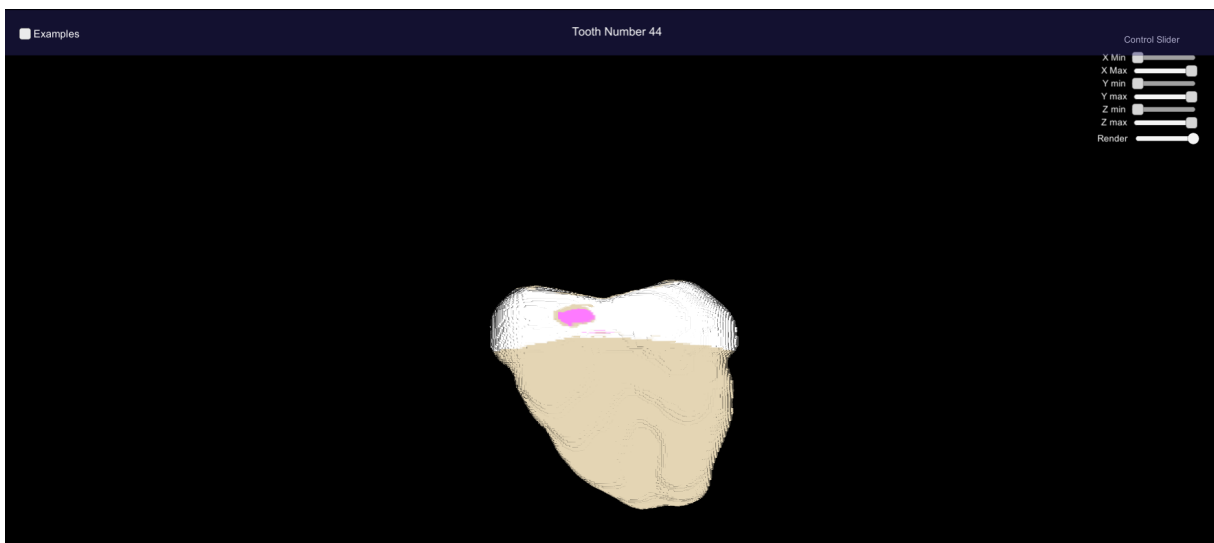 Examples
Tooth Number 44
Control Slider
X Min
X Max
Y min
Y max
Z min
Z max
Render